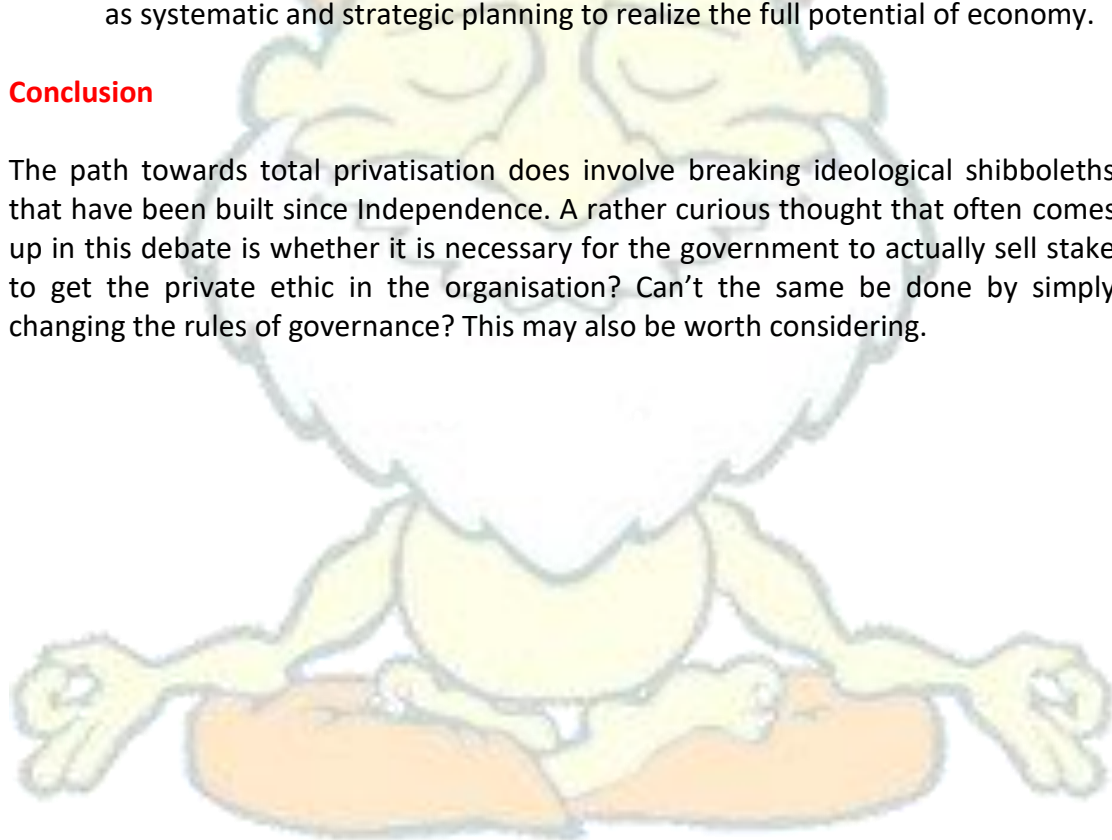 as systematic and strategic planning to realize the full potential of economy.
Conclusion
The path towards total privatisation does involve breaking ideological shibboleths
that have been built since Independence. A rather curious thought that often comes
up in this debate is whether it is necessary for the government to actually sell stake
to get the private ethic in the organisation? Can’t the same be done by simply
changing the rules of governance? This may also be worth considering.